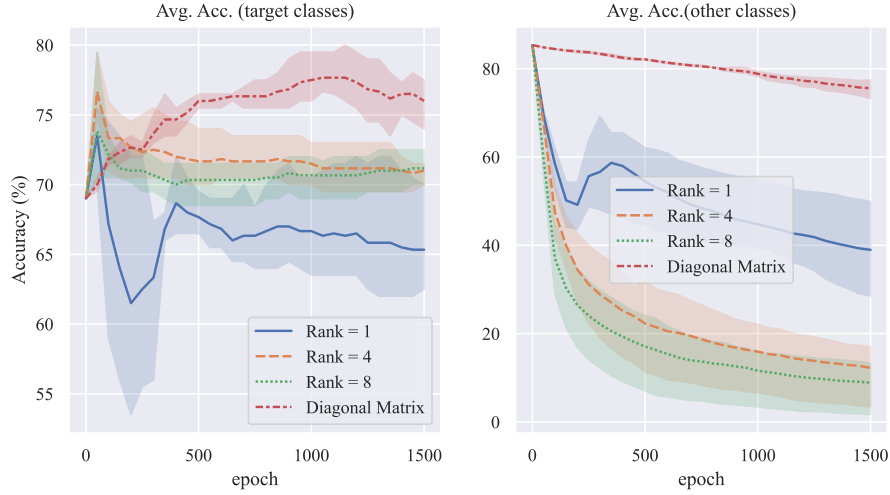 Avg. Acc. (target classes)
Accuracy (%)
80
75
70
65
60
55
Rank = 1
Rank = 4
Rank = 8
Diagonal Matrix
0
500
1000
1500
epoch
Avg. Acc.(other classes)
80
60
40
20
0
Rank = 1
Rank = 4
Rank = 8
Diagonal Matrix
0
500
1000
1500
epoch